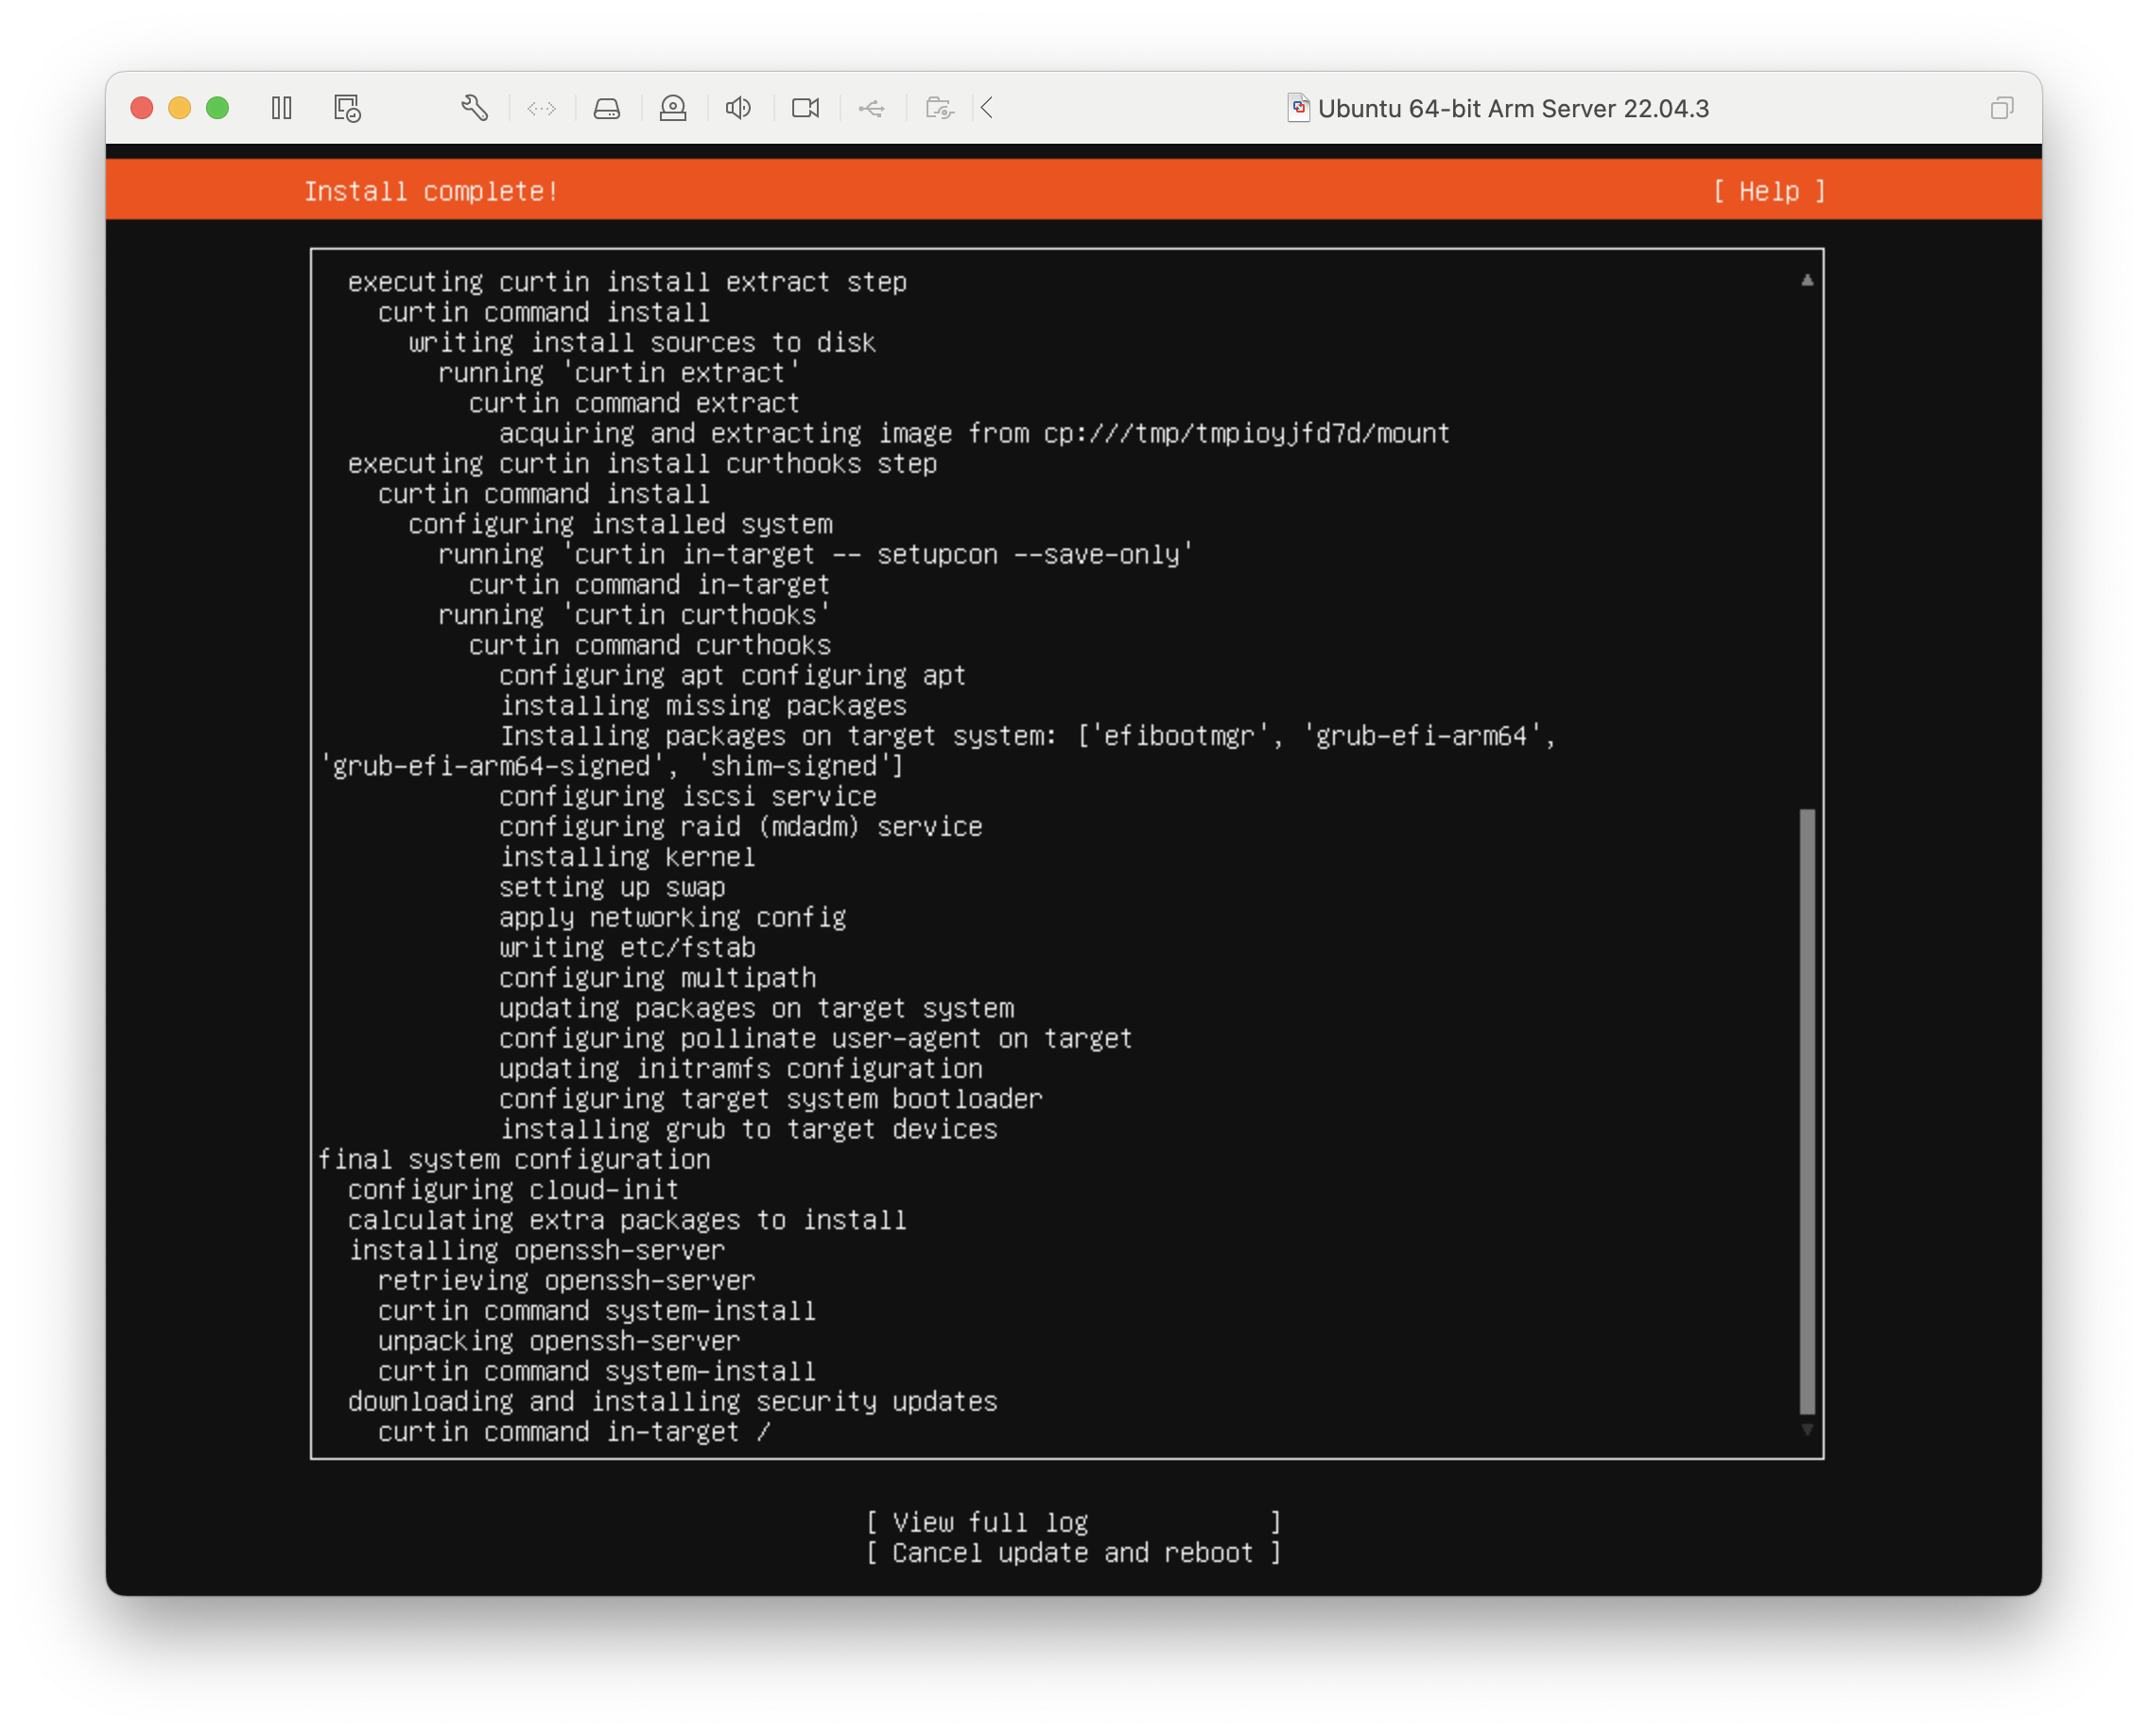 Ubuntu 64-bit Arm Server 22.04.3
Install complete! [ Help ]
executing curtin install extract step
curtin command install
writing install sources to disk
running 'curtin extract'
curtin command extract
acquiring and extracting image from cp:///tmp/tmpioyjfd7d/mount
executing curtin install curthooks step
curtin command install
configuring installed system
running 'curtin in-target -- setupcon --save-only'
curtin command in-target
running 'curtin curthooks'
curtin command curthooks
configuring apt configuring apt
installing missing packages
Installing packages on target system: ['efibootmgr', 'grub-efi-arm64',
'grub-efi-arm64-signed', 'shim-signed']
configuring iscsi service
configuring raid (mdadm) service
installing kernel
setting up swap
apply networking config
writing etc/fstab
configuring multipath
updating packages on target system
configuring pollinate user-agent on target
updating initramfs configuration
configuring target system bootloader
installing grub to target devices
final system configuration
configuring cloud-init
calculating extra packages to install
installing openssh-server
retrieving openssh-server
curtin command system-install
unpacking openssh-server
curtin command system-install
downloading and installing security updates
curtin command in-target /
[ View full log ]
[ Cancel update and reboot ]